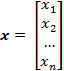 x = [x₁
x₂
...
xₙ]